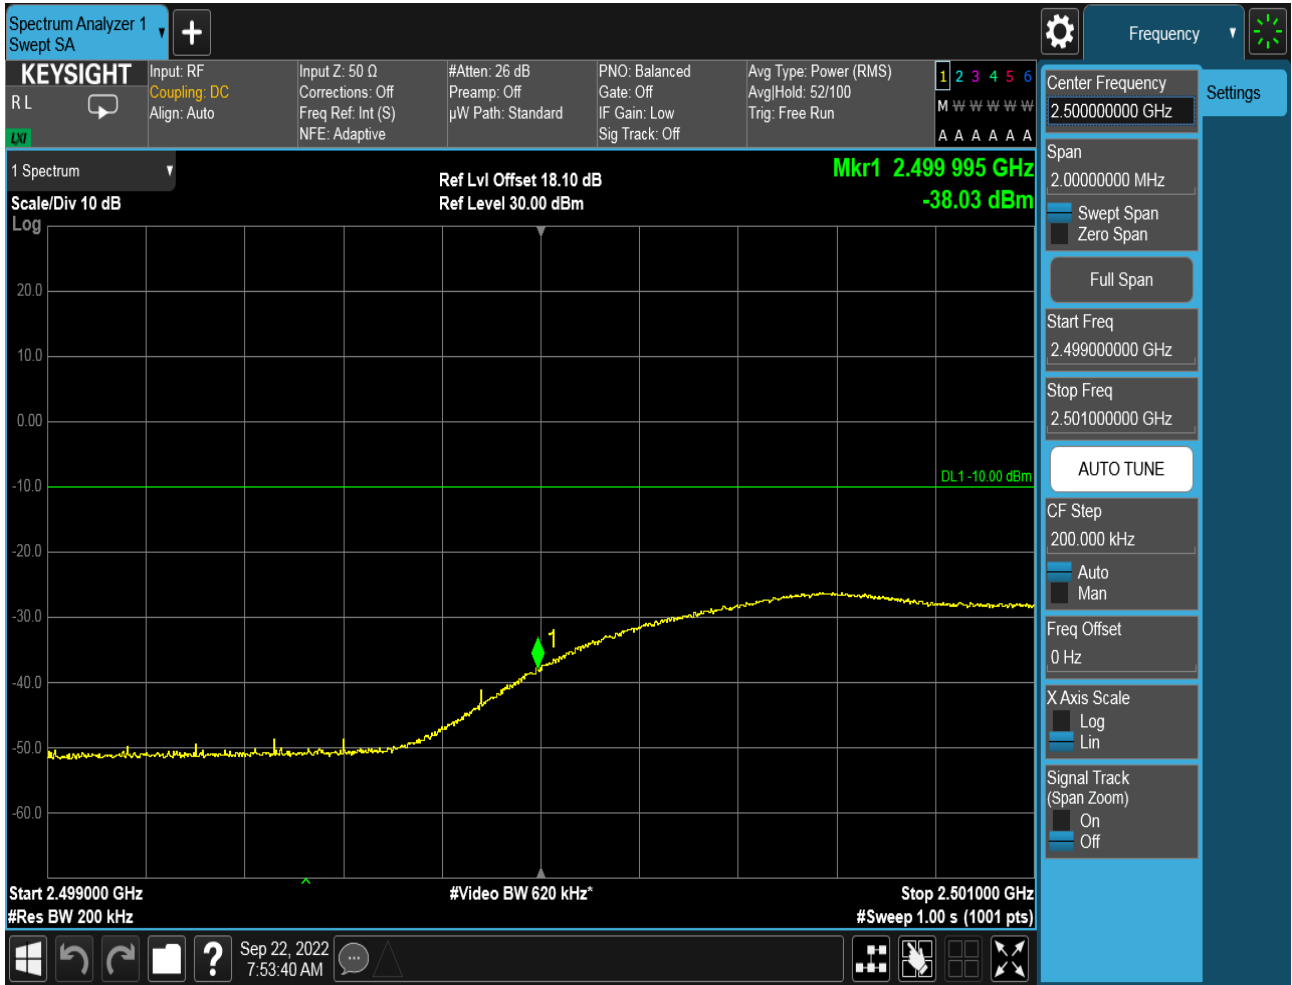 Spectrum Analyzer 1
Swept SA
Frequency
KEYSIGHT
R L
LXI
Input: RF
Coupling: DC
Align: Auto
Input Z: 50 Ω
Corrections: Off
Freq Ref: Int (S)
NFE: Adaptive
#Atten: 26 dB
Preamp: Off
µW Path: Standard
PNO: Balanced
Gate: Off
IF Gain: Low
Sig Track: Off
Avg Type: Power (RMS)
Avg|Hold: 52/100
Trig: Free Run
1 2 3 4 5 6
M W W W W W
A A A A A A
1 Spectrum
Scale/Div 10 dB
Log
Ref Lvl Offset 18.10 dB
Ref Level 30.00 dBm
Mkr1 2.499 995 GHz
-38.03 dBm
20.0
10.0
0.00
-10.0
-20.0
-30.0
-40.0
-50.0
-60.0
DL1 -10.00 dBm
1
Start 2.499000 GHz
#Res BW 200 kHz
#Video BW 620 kHz*
Stop 2.501000 GHz
#Sweep 1.00 s (1001 pts)
Sep 22, 2022
7:53:40 AM
Center Frequency
2.500000000 GHz
Settings
Span
2.00000000 MHz
Swept Span
Zero Span
Full Span
Start Freq
2.499000000 GHz
Stop Freq
2.501000000 GHz
AUTO TUNE
CF Step
200.000 kHz
Auto
Man
Freq Offset
0 Hz
X Axis Scale
Log
Lin
Signal Track
(Span Zoom)
On
Off